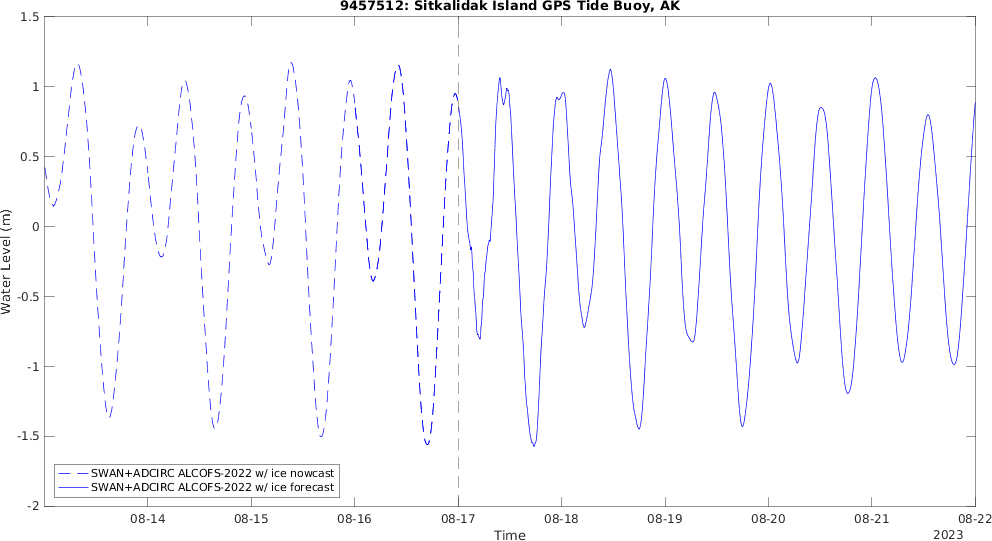 9457512: Sitkalidak Island GPS Tide Buoy, AK
1.5
1
0.5
0
-0.5
-1
-1.5
-2
Water Level (m)
SWAN+ADCIRC ALCOFS-2022 w/ ice nowcast
SWAN+ADCIRC ALCOFS-2022 w/ ice forecast
08-14 08-15 08-16 08-17 08-18 08-19 08-20 08-21 08-22
Time
2023